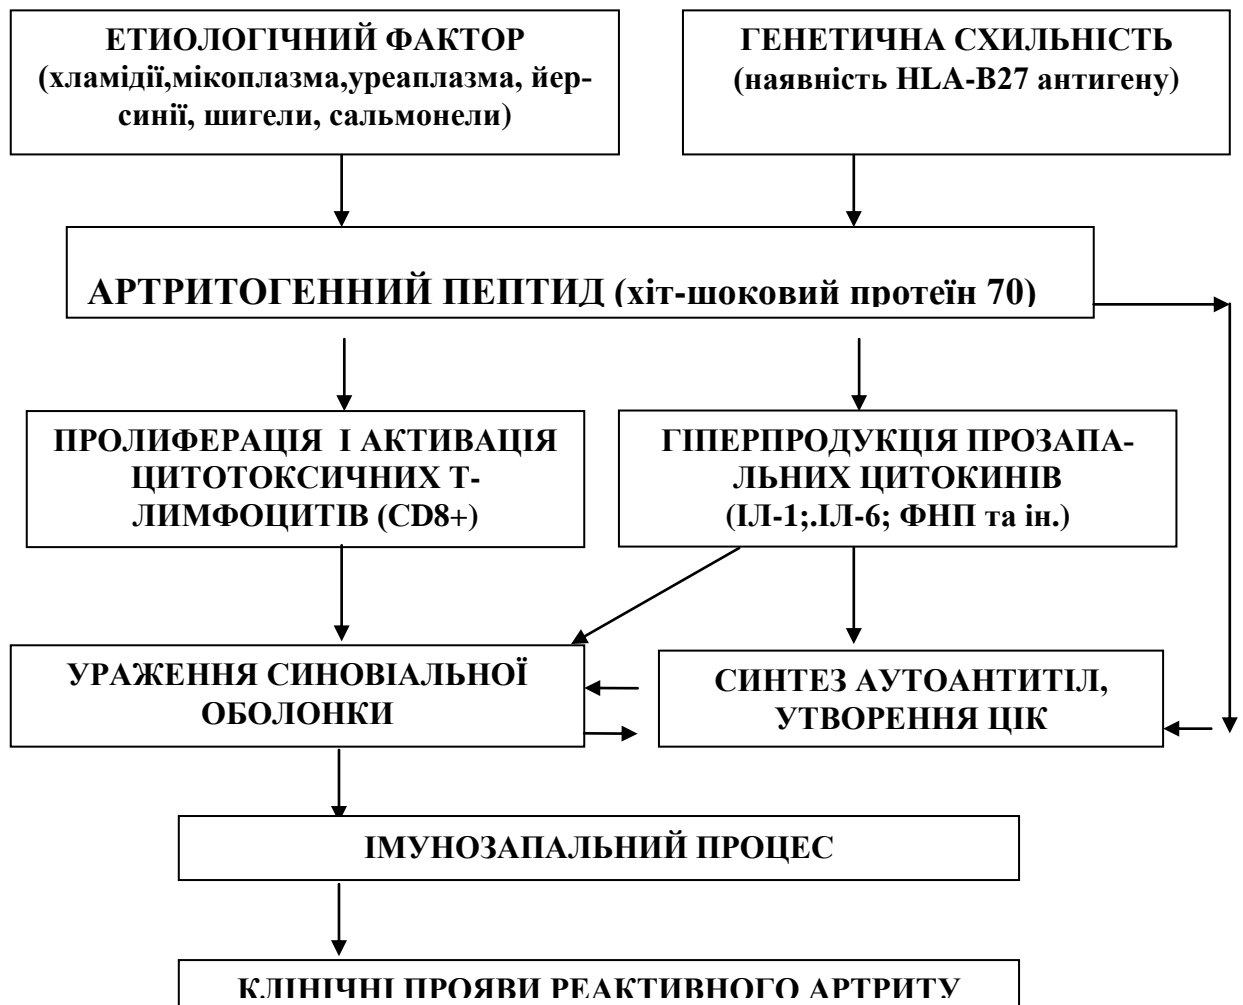 ЕТИОЛОГІЧНИЙ ФАКТОР
(хламідії,мікоплазма,уреаплазма, йер-
синії, шигели, сальмонели)
ГЕНЕТИЧНА СХИЛЬНІСТЬ
(наявність HLA-B27 антигену)
АРТРИТОГЕННИЙ ПЕПТИД (хіт-шоковий протеїн 70)
ПРОЛИФЕРАЦІЯ І АКТИВАЦІЯ
ЦИТОТОКСИЧНИХ Т-
ЛИМФОЦИТІВ (CD8+)
ГІПЕРПРОДУКЦІЯ ПРОЗАПА-
ЛЬНИХ ЦИТОКИНІВ
(ІЛ-1;.ІЛ-6; ФНП та ін.)
УРАЖЕННЯ СИНОВІАЛЬНОЇ
ОБОЛОНКИ
СИНТЕЗ АУТОАНТИТІЛ,
УТВОРЕННЯ ЦІК
ІМУНОЗАПАЛЬНИЙ ПРОЦЕС
КЛІНІЧНІ ПРОЯВИ РЕАКТИВНОГО АРТРИТУ